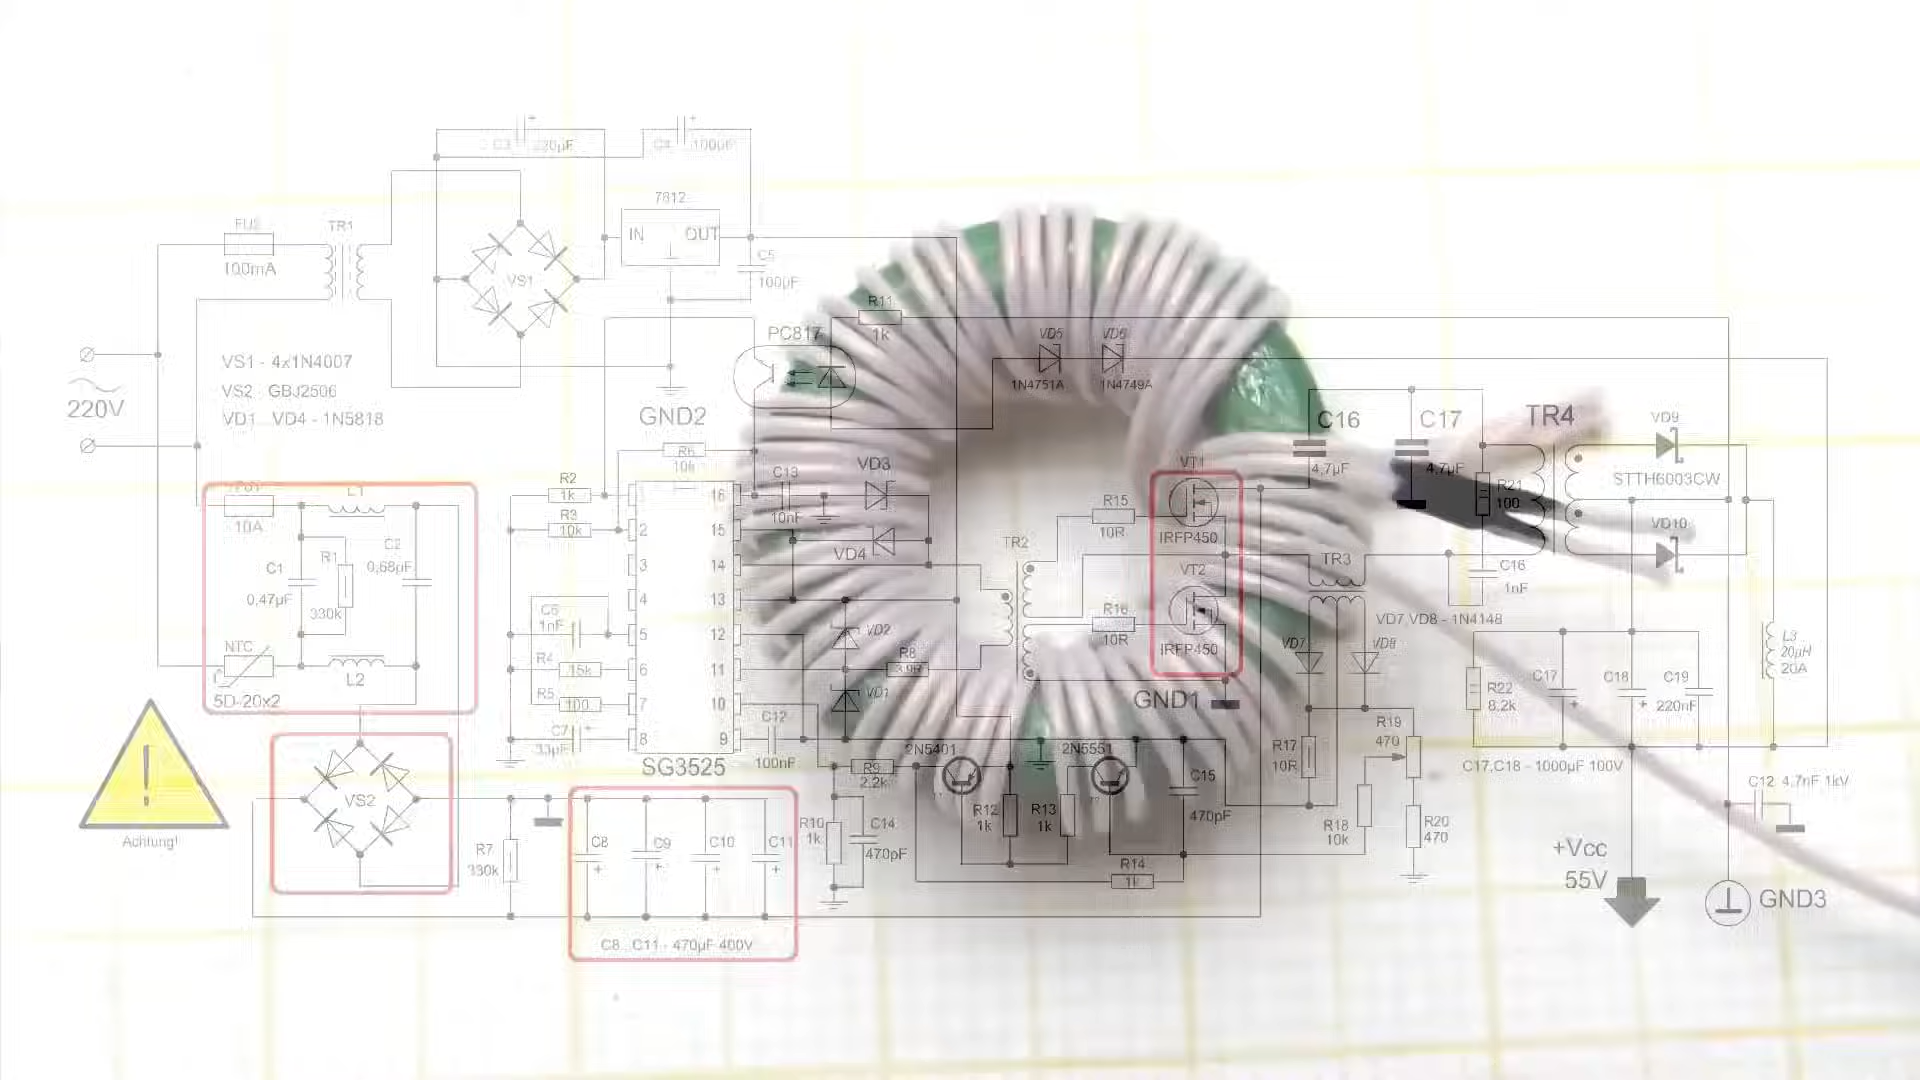 C3
220µF
C4
100µF
7812
IN
OUT
FU2
100mA
TR1
VS1
C5
100µF
R11
1k
PC817
VD5
VD6
1N4751A
1N4749A
VS1 - 4x1N4007
VS2 GBJ2506
VD1...VD4 - 1N5818
220V
GND2
C16
4,7µF
C17
4,7µF
TR4
VD9
STTH6003CW
VD10
R21
100
R6
10k
C13
10nF
VD3
VD4
VT1
IRFP450
VT2
IRFP450
R15
10R
R16
10R
TR2
TR3
C16
1nF
10A
L1
C1
0,47µF
R1
330k
C2
0,68µF
NTC
5D-20x2
L2
R2
1k
R3
10k
C6
1nF
R4
15k
R5
100
C7
33µF
1
2
3
4
5
6
7
8
16
15
14
13
12
11
10
9
SG3525
VD2
VD1
R8
C12
100nF
GND1
VD7,VD8 - 1N4148
VD7
VD8
L3
20µH
20A
R22
8.2k
C17
C18
C19
220nF
C17,C18 - 1000µF 100V
R19
470
R17
10R
R18
10k
R20
470
C12 4,7nF 1kV
2N5401
2N5551
R9
2.2k
R10
1k
C14
470pF
R12
1k
R13
1k
C15
470pF
R14
1k
Achtung!
VS2
R7
330k
C8
C9
C10
C11
C8...C11 - 470µF 400V
+Vcc
55V
GND3